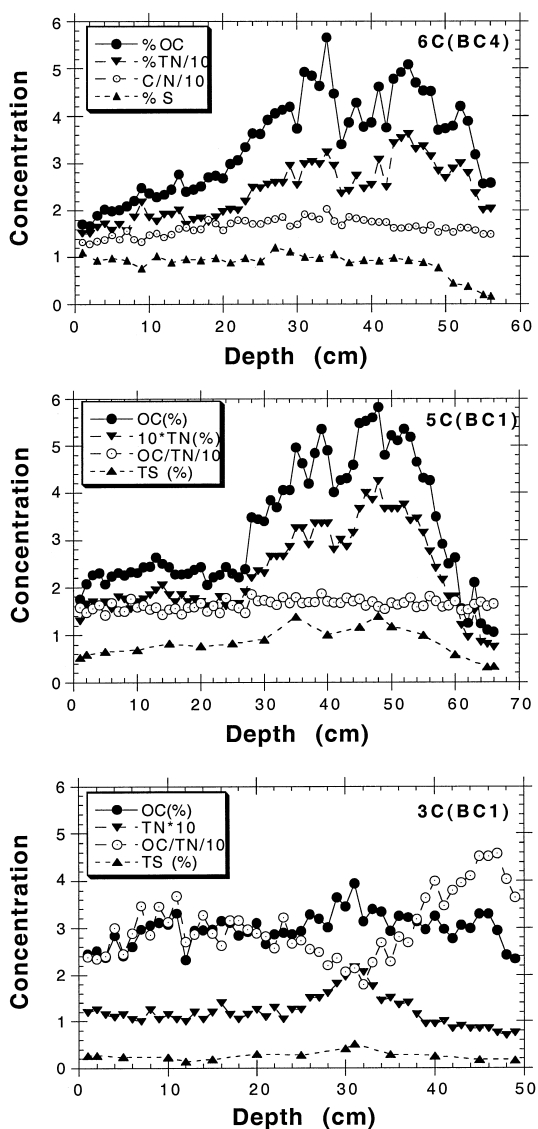 6C(BC4)
% OC
%TN/10
C/N/10
% S
Concentration
6
5
4
3
2
1
0
0 10 20 30 40 50 60
Depth (cm)
5C(BC1)
OC(%)
10*TN(%)
OC/TN/10
TS (%)
Concentration
6
5
4
3
2
1
0
0 10 20 30 40 50 60 70
Depth (cm)
3C(BC1)
OC(%)
TN*10
OC/TN/10
TS (%)
Concentration
6
5
4
3
2
1
0
0 10 20 30 40 50
Depth (cm)